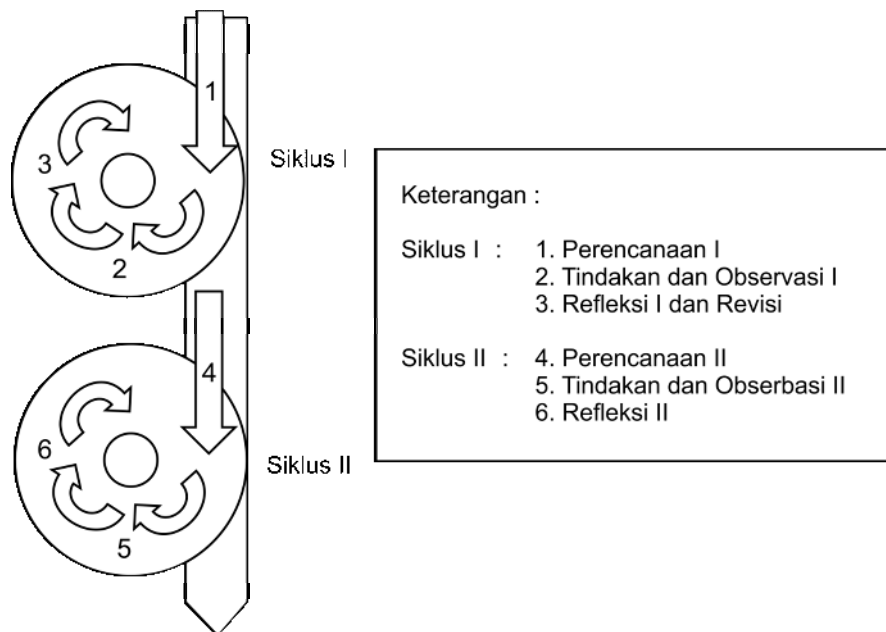 1
3
Siklus I
2
Keterangan :
Siklus I : 1. Perencanaan I
2. Tindakan dan Observasi I
3. Refleksi I dan Revisi
Siklus II : 4. Perencanaan II
5. Tindakan dan Obserbasi II
6. Refleksi II
4
6
Siklus II
5